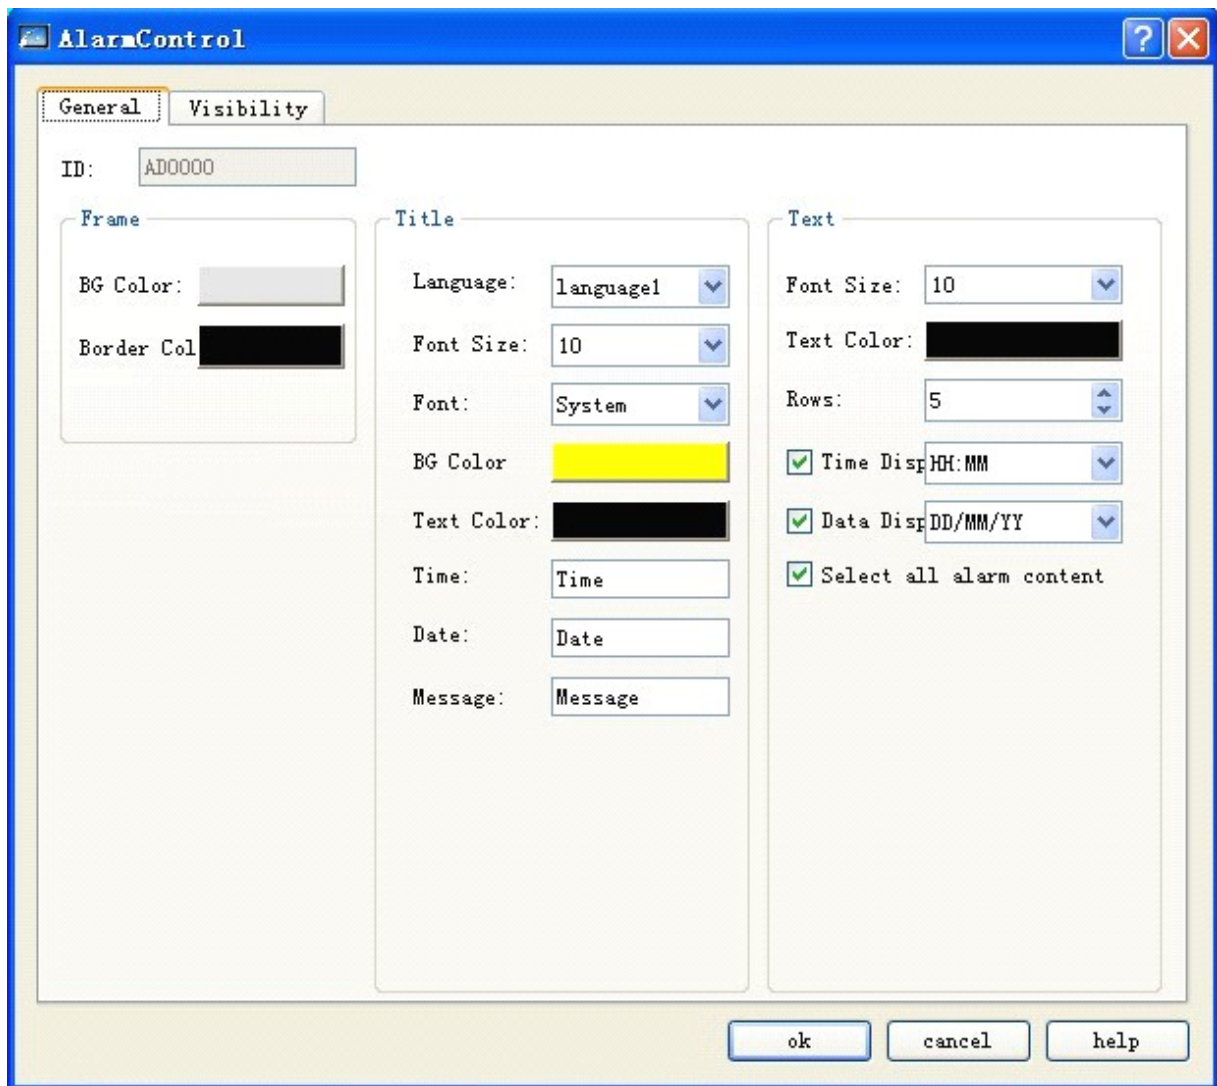 AlarmControl
General
Visibility
ID: AD0000
Frame
BG Color:
Border Col
Title
Language: language1
Font Size: 10
Font: System
BG Color
Text Color:
Time: Time
Date: Date
Message: Message
Text
Font Size: 10
Text Color:
Rows: 5
Time Disp HH:MM
Data Disp DD/MM/YY
Select all alarm content
ok
cancel
help